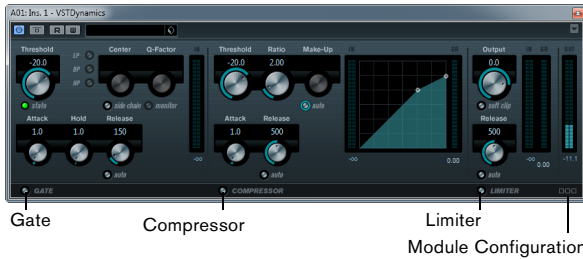 A01: Ins. 1 - VSTDynamics
R W
Threshold Center Q-Factor IN Threshold Ratio Make-Up IN GR Output IN GR OUT
-20.0 LP BP HP -20.0 2.00 0.0
state side chain monitor auto soft clip
Attack Hold Release Attack Release Release
1.0 1.0 150 1.0 500 500
-∞ -∞ 0.00 -∞ 0.00 -11.1
auto auto auto
GATE COMPRESSOR LIMITER
Gate Compressor Limiter
Module Configuration